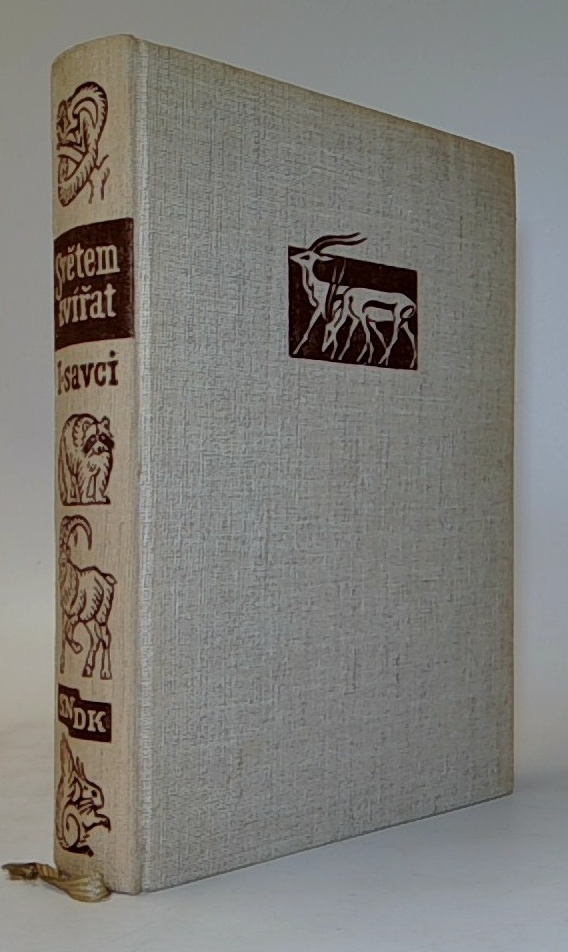 Světem
zvířat
I-savci
SNDK